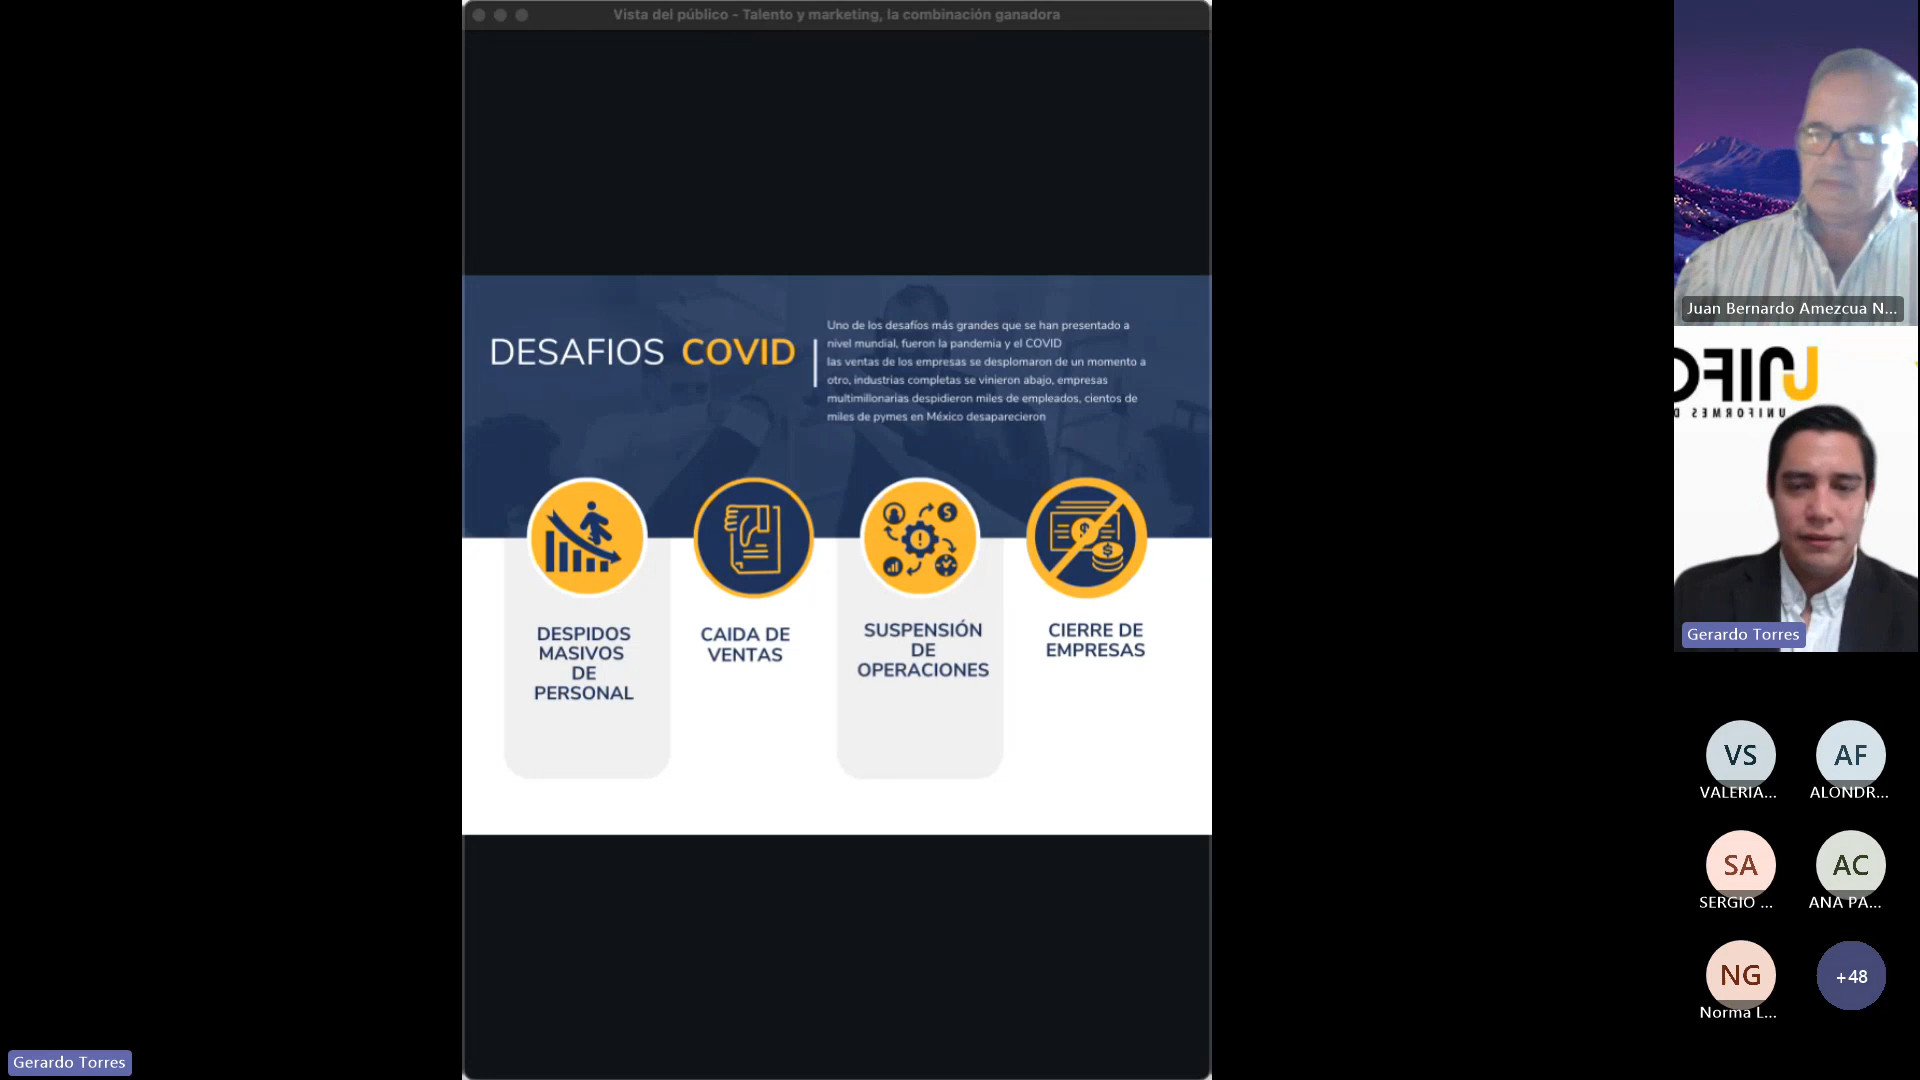 Vista del público - Talento y marketing, la combinación ganadora
DESAFIOS COVID
Uno de los desafíos más grandes que se han presentado a
nivel mundial, fueron la pandemia y el COVID
las ventas de los empresas se desplomaron de un momento a
otro, industrias completas se vinieron abajo, empresas
multimillonarias despidieron miles de empleados, cientos de
miles de pymes en México desaparecieron
DESPIDOS
MASIVOS
DE
PERSONAL
CAIDA DE
VENTAS
SUSPENSIÓN
DE
OPERACIONES
CIERRE DE
EMPRESAS
Juan Bernardo Amezcua N...
UNIFO
UNIFORMES D
Gerardo Torres
VS
VALERIA...
AF
ALONDR...
SA
SERGIO ...
AC
ANA PA...
NG
Norma L...
+48
Gerardo Torres